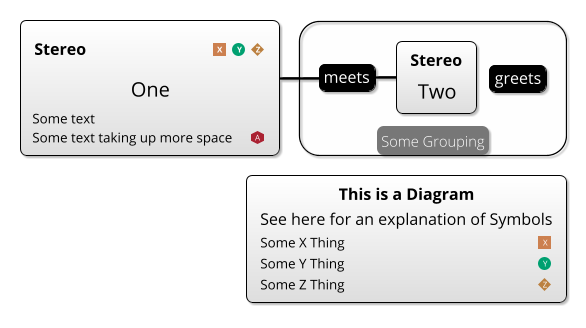 Stereo X Y Z
One
Some text
Some text taking up more space A
meets
Stereo
Two
greets
Some Grouping
This is a Diagram
See here for an explanation of Symbols
Some X Thing X
Some Y Thing Y
Some Z Thing Z